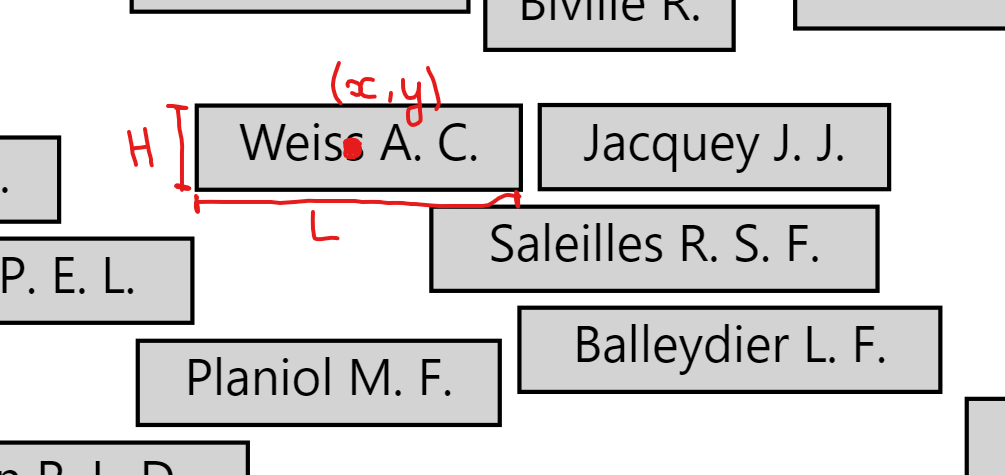 Biville R.
(x, y)
H
Weiss A. C.
Jacquey J. J.
.
L
Saleilles R. S. F.
P. E. L.
Balleydier L. F.
Planiol M. F.